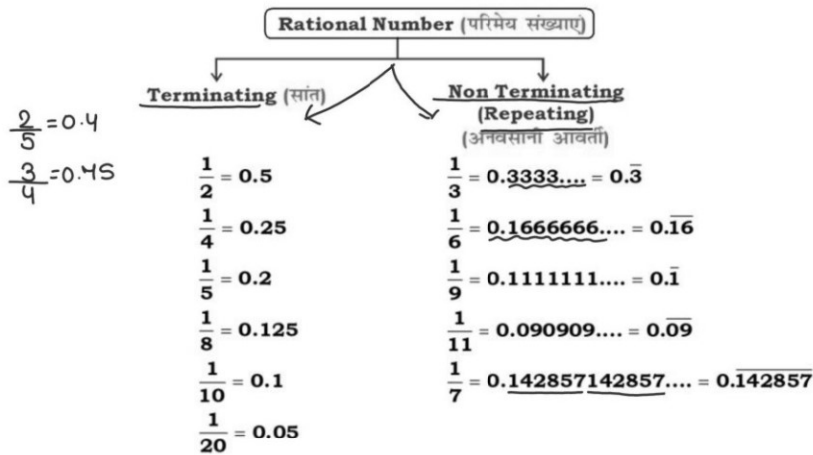 Rational Number (परिमेय संख्याएं)
Terminating (सांत)
Non Terminating
(Repeating)
(अनवसानी आवर्ती)
2/5 = 0.4
3/4 = 0.45
1/2 = 0.5
1/4 = 0.25
1/5 = 0.2
1/8 = 0.125
1/10 = 0.1
1/20 = 0.05
1/3 = 0.3333.... = 0.3̅
1/6 = 0.1666666.... = 0.1̅6̅
1/9 = 0.1111111.... = 0.1̅
1/11 = 0.090909.... = 0.0̅9̅
1/7 = 0.142857142857.... = 0.1̅4̅2̅8̅5̅7̅